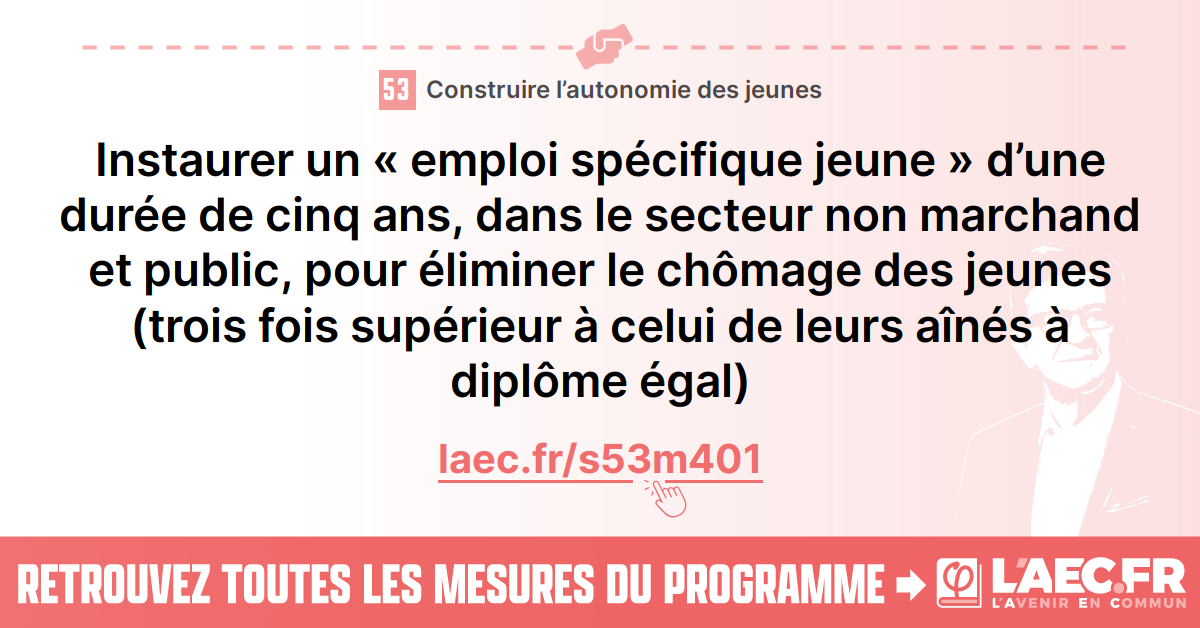 53 Construire l’autonomie des jeunes
Instaurer un « emploi spécifique jeune » d’une
durée de cinq ans, dans le secteur non marchand
et public, pour éliminer le chômage des jeunes
(trois fois supérieur à celui de leurs aînés à
diplôme égal)
laec.fr/s53m401
RETROUVEZ TOUTES LES MESURES DU PROGRAMME φ L’AEC.FR
L’AVENIR EN COMMUN